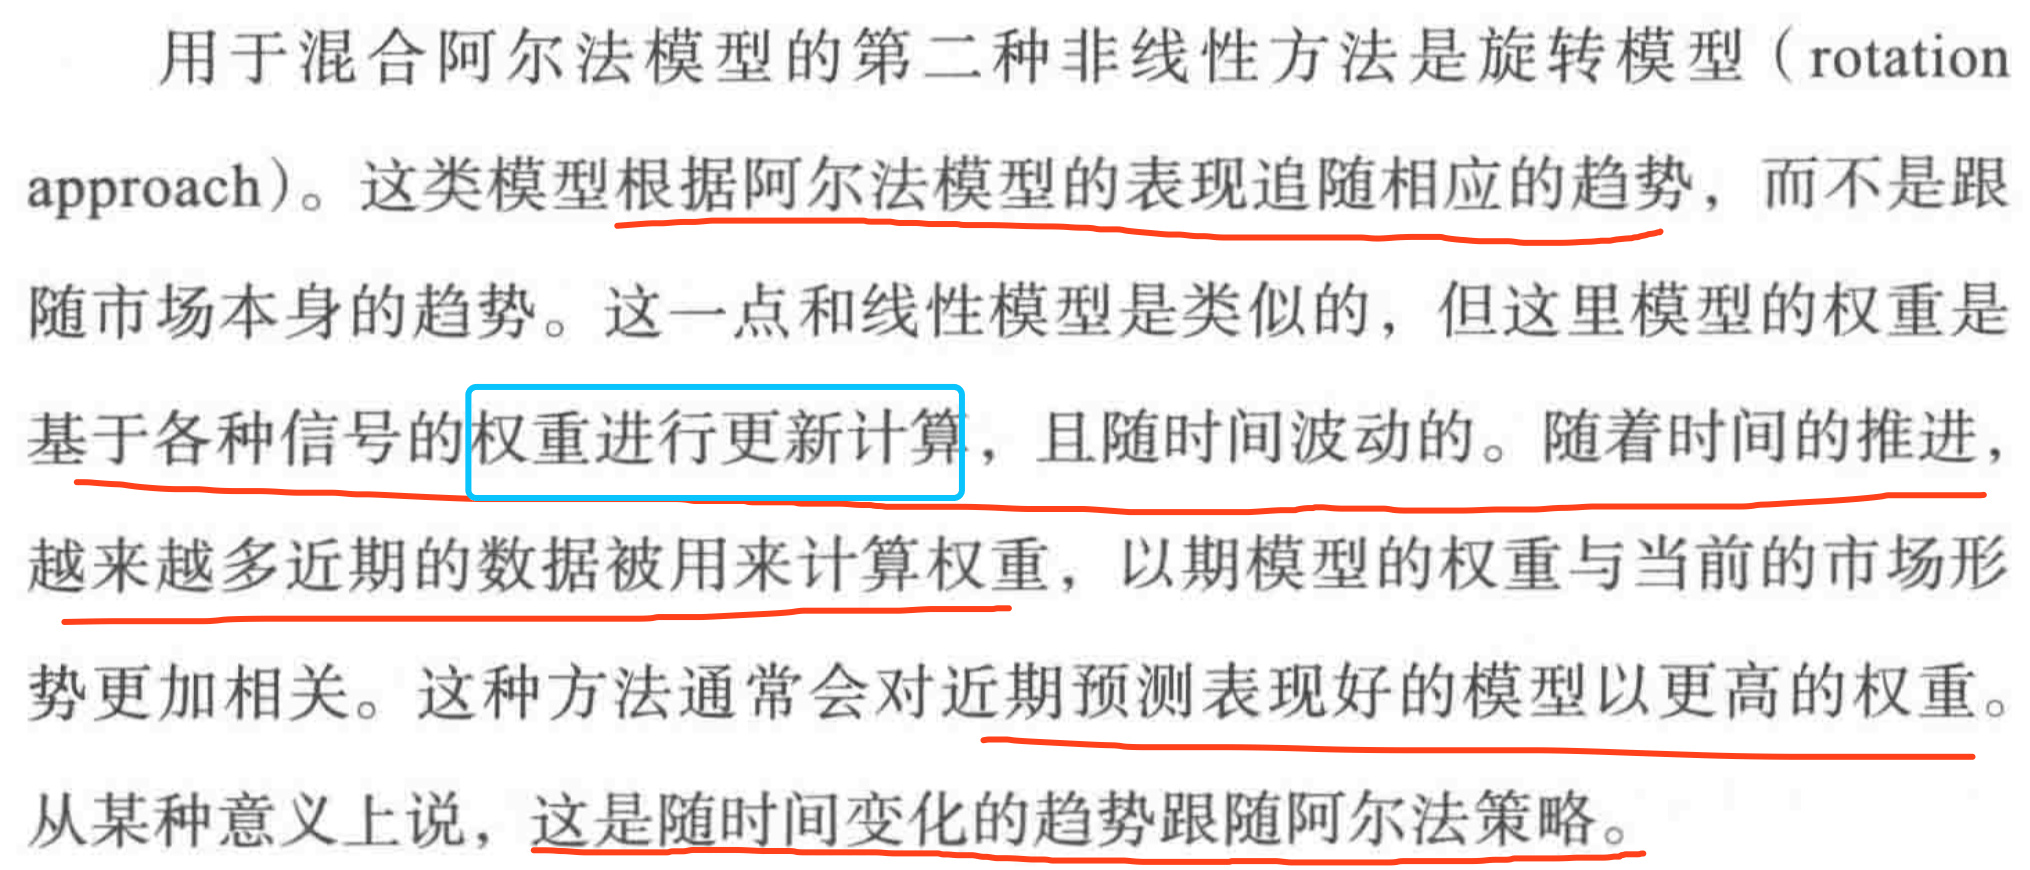 用于混合阿尔法模型的第二种非线性方法是旋转模型（rotation
approach）。这类模型根据阿尔法模型的表现追随相应的趋势，而不是跟
随市场本身的趋势。这一点和线性模型是类似的，但这里模型的权重是
基于各种信号的权重进行更新计算，且随时间波动的。随着时间的推进，
越来越多近期的数据被用来计算权重，以期模型的权重与当前的市场形
势更加相关。这种方法通常会对近期预测表现好的模型以更高的权重。
从某种意义上说，这是随时间变化的趋势跟随阿尔法策略。